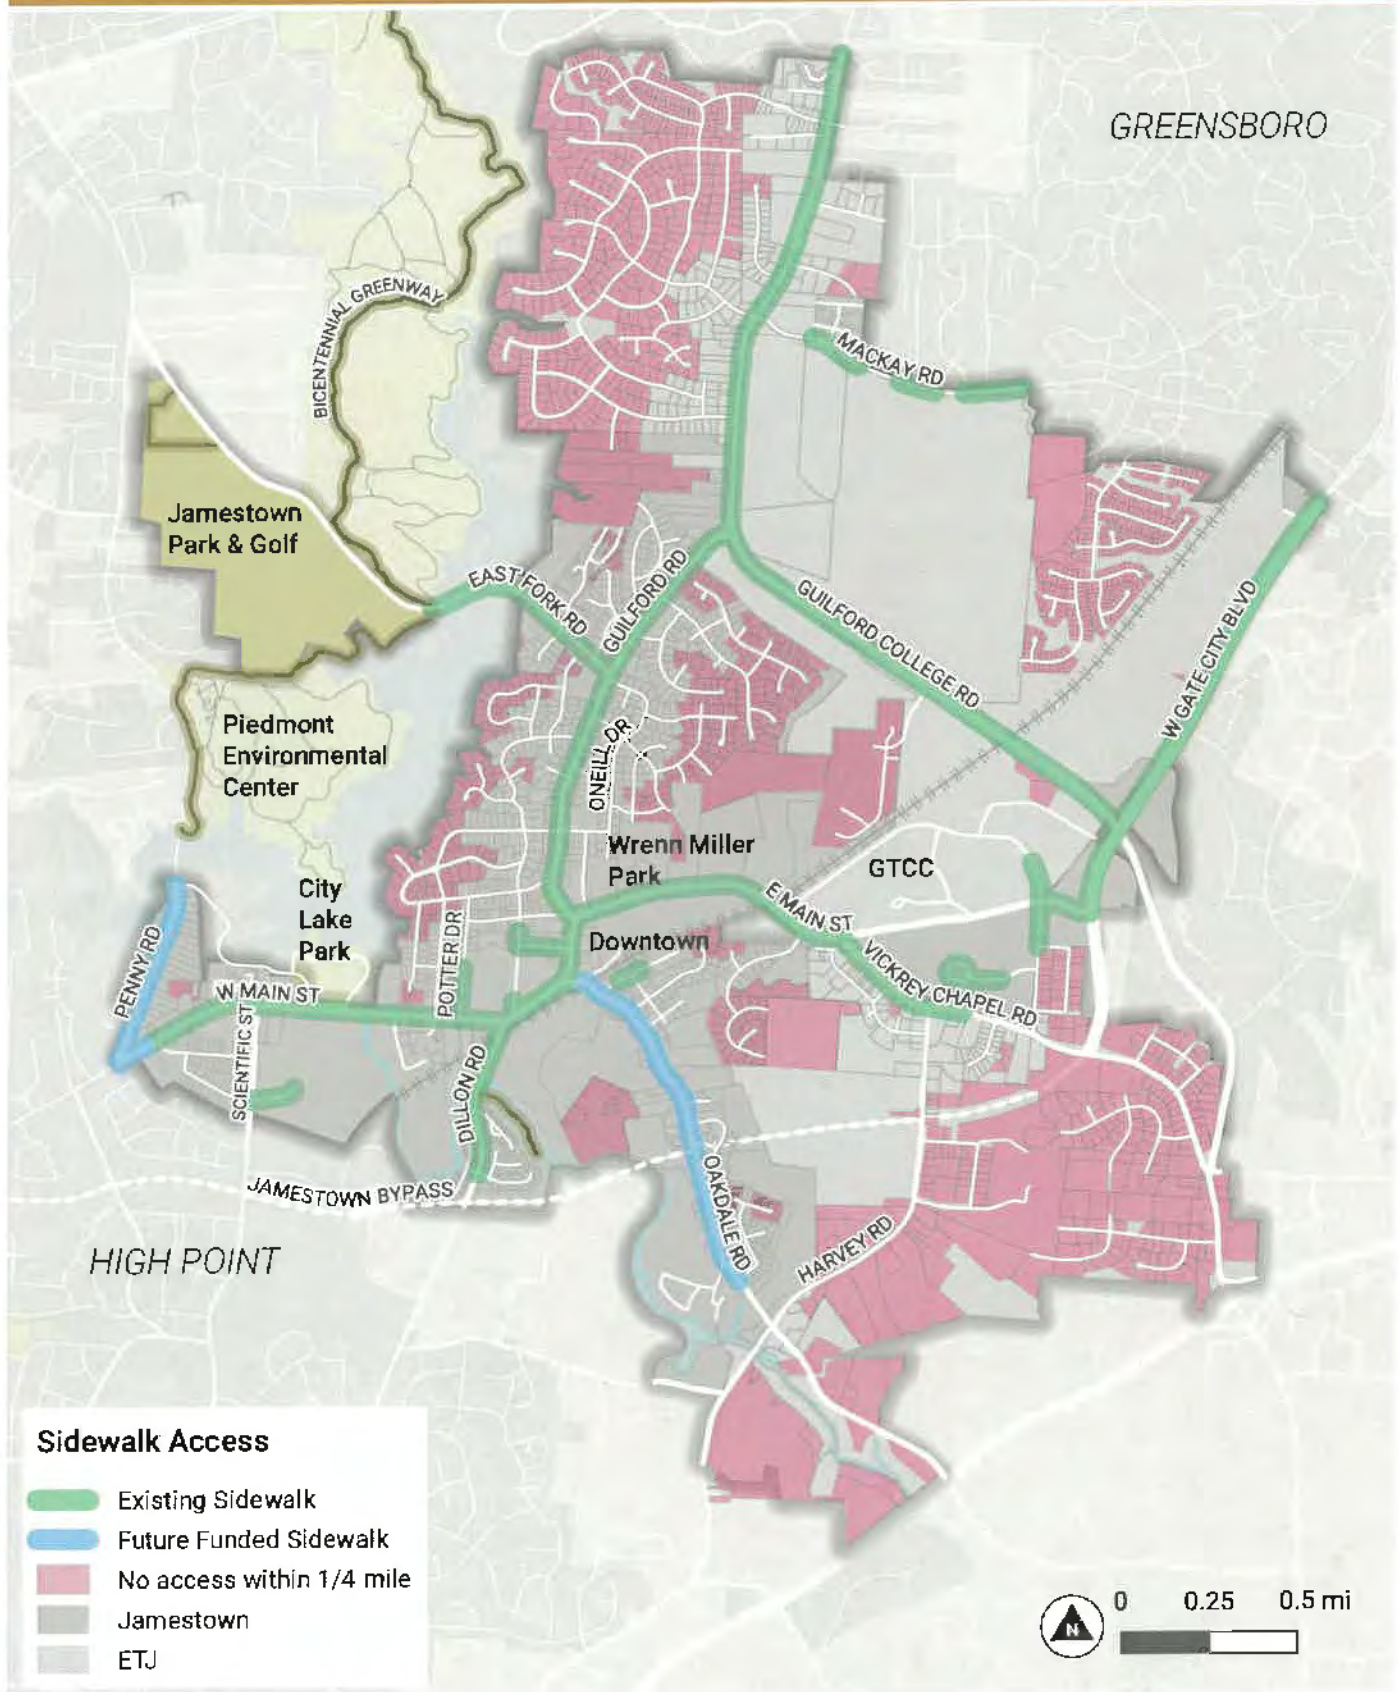 GREENSBORO
BICENTENNIAL GREENWAY
MACKAY RD
Jamestown
Park & Golf
EAST FORK RD
GUILFORD RD
GUILFORD COLLEGE RD
W GATE CITY BLVD
Piedmont
Environmental
Center
ONEILL DR
Wrenn Miller
Park
GTCC
City
Lake
Park
E MAIN ST
PENNY RD
POTTER DR
Downtown
VICKREY CHAPEL RD
W MAIN ST
SCIENTIFIC ST
DILLON RD
JAMESTOWN BYPASS
OAKDALE RD
HARVEY RD
HIGH POINT
Sidewalk Access
Existing Sidewalk
Future Funded Sidewalk
No access within 1/4 mile
Jamestown
ETJ
N
0 0.25 0.5 mi